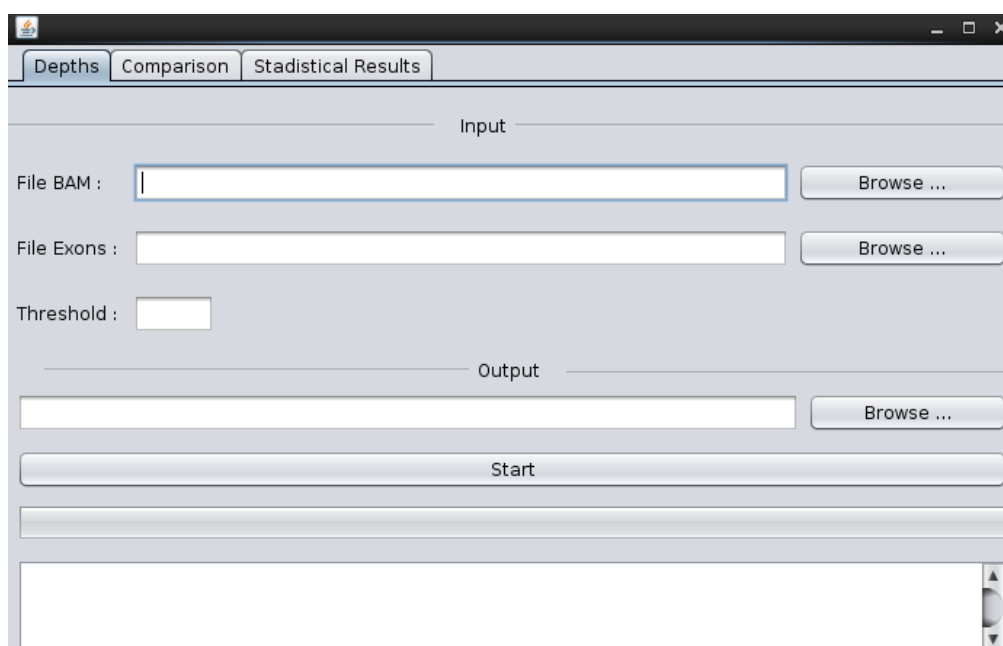 Depths Comparison Stadistical Results
Input
File BAM : Browse ...
File Exons : Browse ...
Threshold :
Output
Browse ...
Start